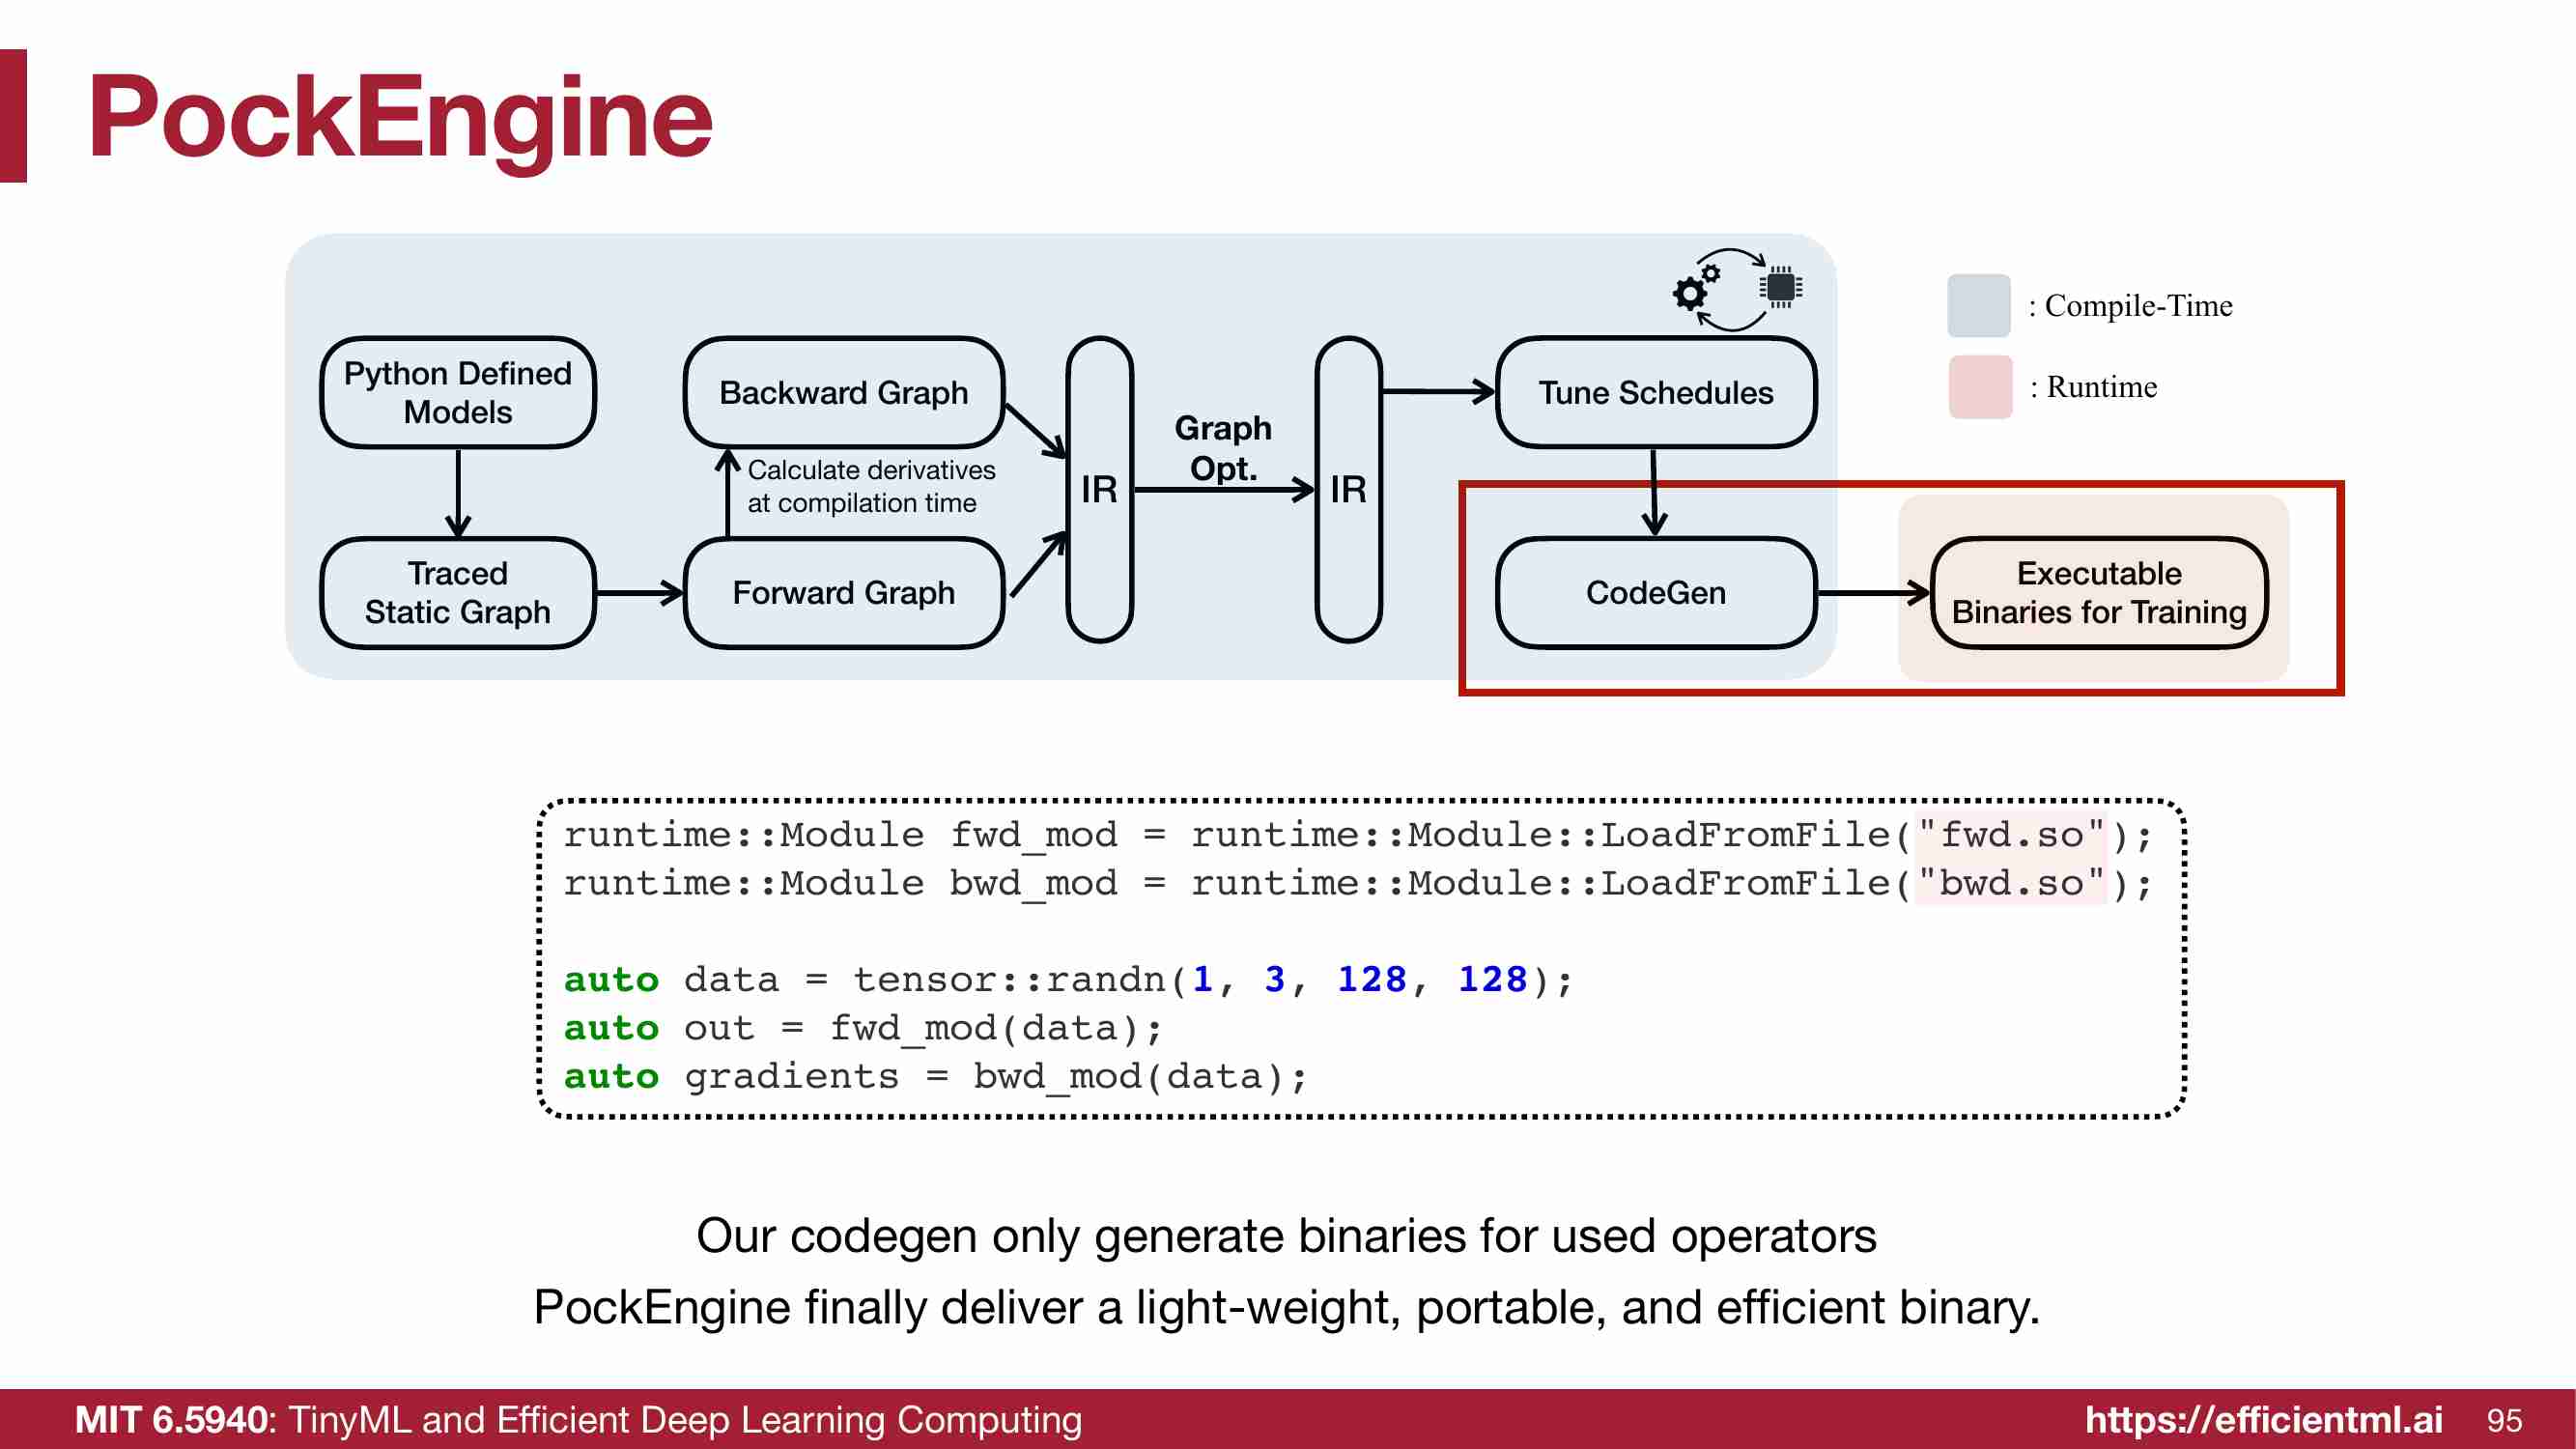 PockEngine
Python Defined
Models
Backward Graph
Calculate derivatives
at compilation time
Traced
Static Graph
Forward Graph
IR
Graph
Opt.
IR
Tune Schedules
CodeGen
Executable
Binaries for Training
: Compile-Time
: Runtime
runtime::Module fwd_mod = runtime::Module::LoadFromFile("fwd.so");
runtime::Module bwd_mod = runtime::Module::LoadFromFile("bwd.so");
auto data = tensor::randn(1, 3, 128, 128);
auto out = fwd_mod(data);
auto gradients = bwd_mod(data);
Our codegen only generate binaries for used operators
PockEngine finally deliver a light-weight, portable, and efficient binary.
MIT 6.5940: TinyML and Efficient Deep Learning Computing
https://efficientml.ai
95